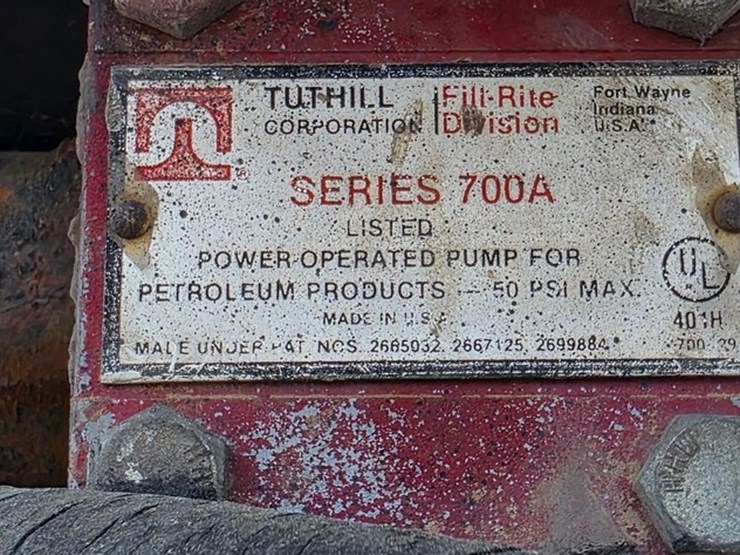 TUTHILL
CORPORATION
Fill-Rite
Division
Fort Wayne
Indiana
U.S.A.
®
SERIES 700A
LISTED
POWER-OPERATED PUMP FOR
PETROLEUM PRODUCTS — 50 PSI MAX.
MADE IN U.S.A.
UL
401H
MADE UNDER PAT. NOS. 2665032, 2667125, 2699884